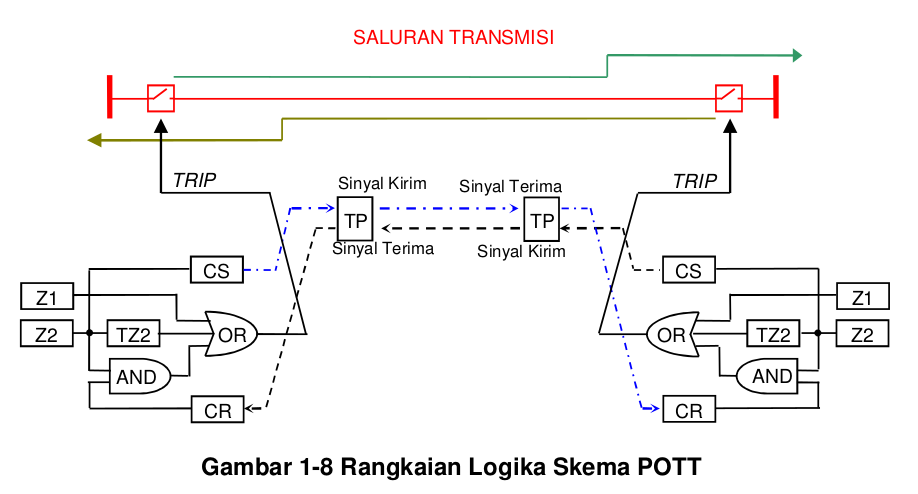 SALURAN TRANSMISI
TRIP
TRIP
Sinyal Kirim
Sinyal Terima
TP
TP
Sinyal Terima
Sinyal Kirim
CS
CS
Z1
Z1
Z2
TZ2
OR
OR
TZ2
Z2
AND
AND
CR
CR
Gambar 1-8 Rangkaian Logika Skema POTT